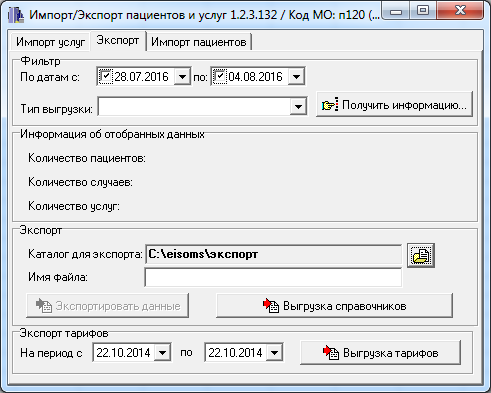 Импорт/Экспорт пациентов и услуг 1.2.3.132 / Код МО: п120 (...
Импорт услуг Экспорт Импорт пациентов
Фильтр
По датам с: 28.07.2016 по: 04.08.2016
Тип выгрузки: Получить информацию...
Информация об отобранных данных
Количество пациентов:
Количество случаев:
Количество услуг:
Экспорт
Каталог для экспорта: C:\eisoms\экспорт
Имя Файла:
Экспортировать данные Выгрузка справочников
Экспорт тарифов
На период с 22.10.2014 по 22.10.2014 Выгрузка тарифов